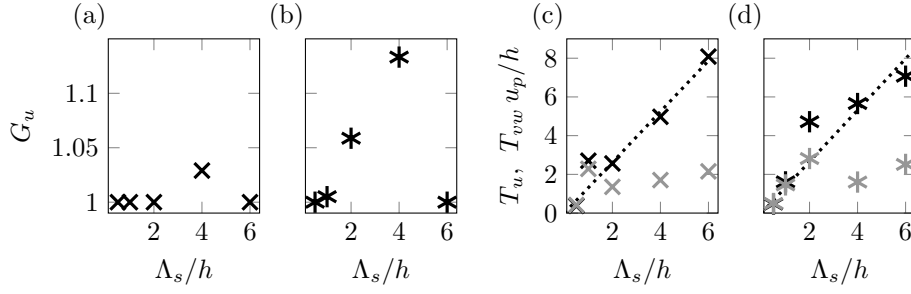 (a) (b) (c) (d)
G_u
1.1
1.05
1
2 4 6
Λ_s/h
2 4 6
Λ_s/h
T_u, T_{vw} u_p/h
8
6
4
2
0
2 4 6
Λ_s/h
2 4 6
Λ_s/h